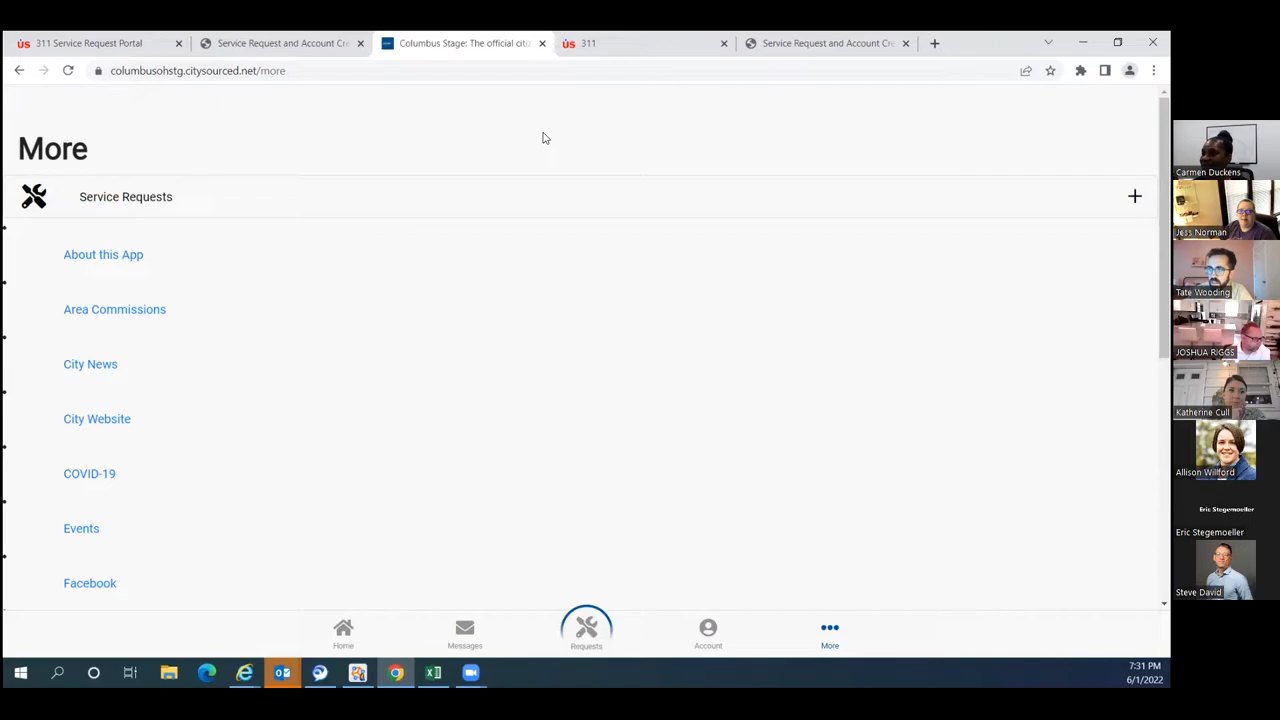 311 Service Request Portal
Service Request and Account Cre
Columbus Stage: The official citiz
311
Service Request and Account Cre
columbusohstg.citysourced.net/more
More
Service Requests
About this App
Area Commissions
City News
City Website
COVID-19
Events
Facebook
Home
Messages
Requests
Account
More
7:31 PM
6/1/2022
Carmen Duckens
Jess Norman
Tate Wooding
JOSHUA RIGGS
Katherine Cull
Allison Willford
Eric Stegemoeller
Eric Stegemoeller
Steve David